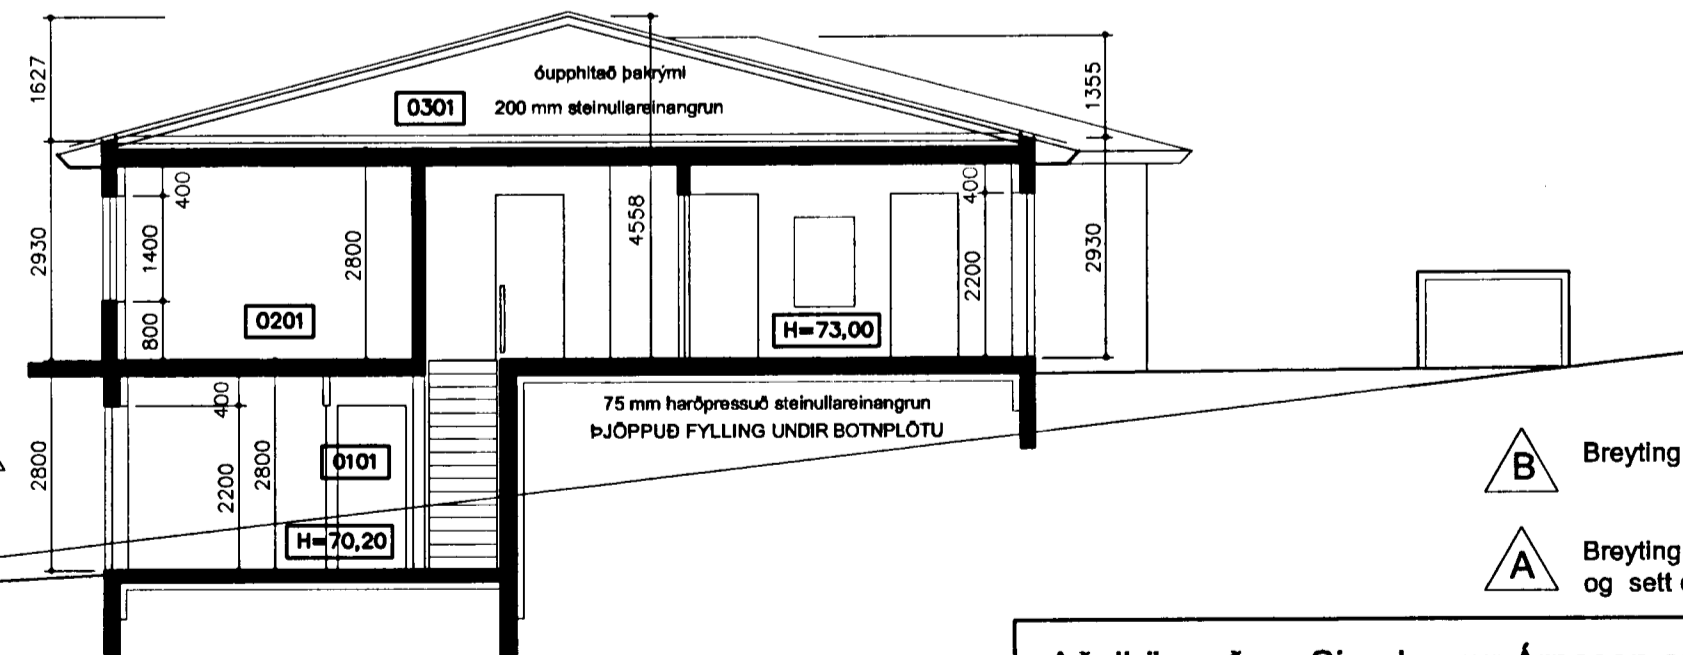 1627
óupphitað þakrými
0301
200 mm steinullareinangrun
1355
400
4558
400
2930
1400
2800
2200
2930
0201
800
H=73,00
400
75 mm harðpressuð steinullareinangrun
ÞJÖPPUÐ FYLLING UNDIR BOTNPLÖTU
2800
2200
2800
0101
H=70,20
B
Breyting
A
Breyting
og sett